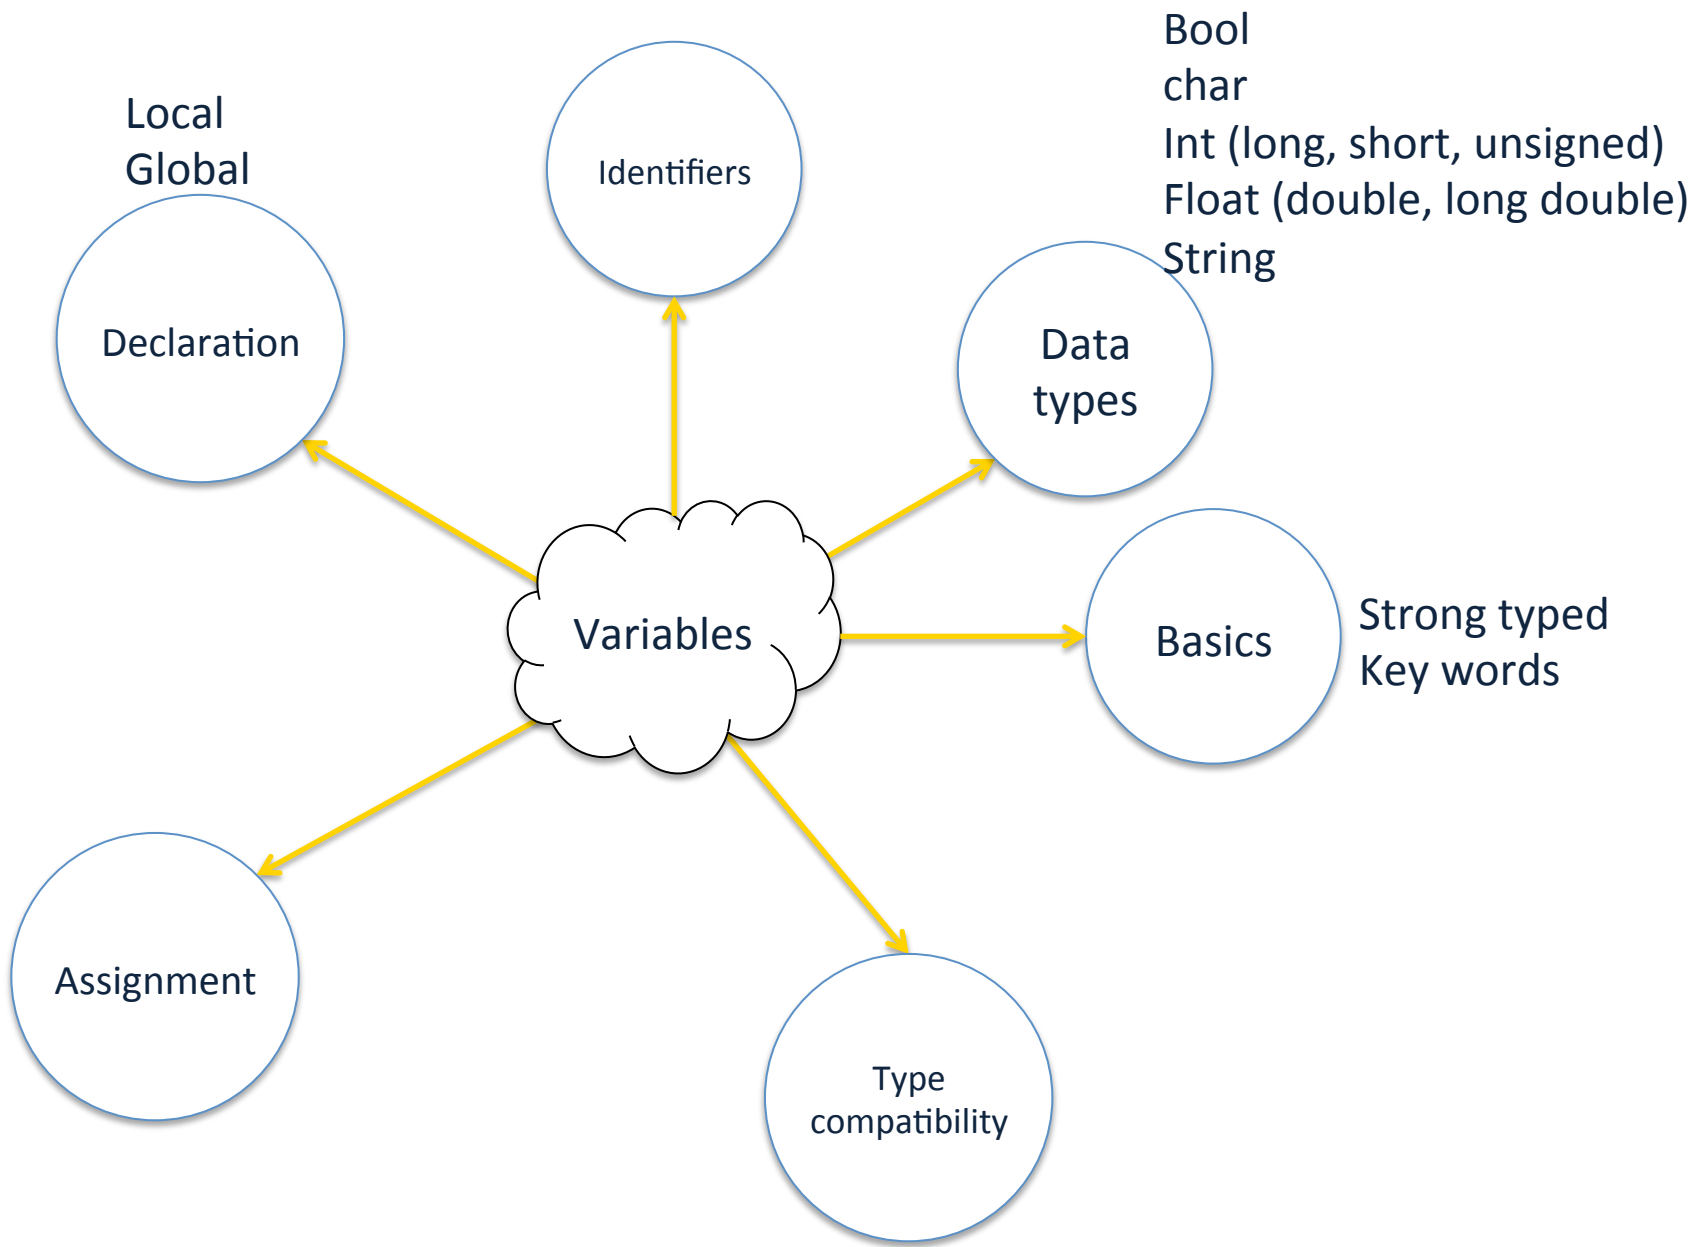 Bool
char
Int (long, short, unsigned)
Float (double, long double)
String
Local
Global
Identifiers
Declaration
Data
types
Variables
Basics
Strong typed
Key words
Assignment
Type
compatibility